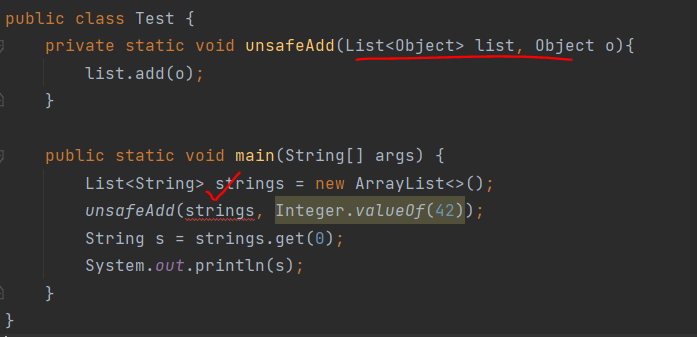 public class Test {
private static void unsafeAdd(List<Object> list, Object o){
list.add(o);
}
public static void main(String[] args) {
List<String> strings = new ArrayList<>();
unsafeAdd(strings, Integer.valueOf(42));
String s = strings.get(0);
System.out.println(s);
}
}